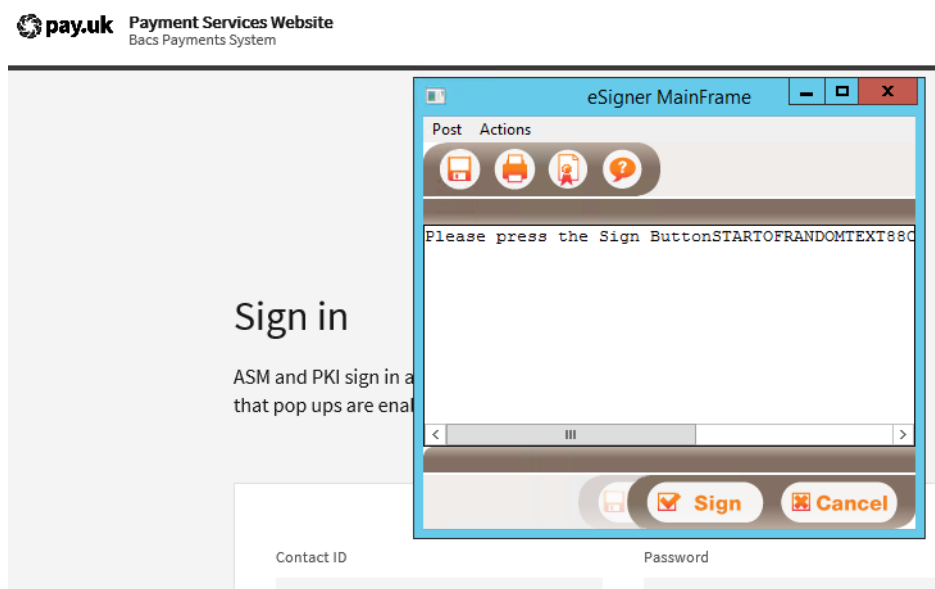 pay.uk
Payment Services Website
Bacs Payments System
eSigner MainFrame
Post Actions
Please press the Sign ButtonSTARTOFRANDOMTEXT88
Sign in
ASM and PKI sign in a
that pop ups are enal
Sign
Cancel
Contact ID
Password